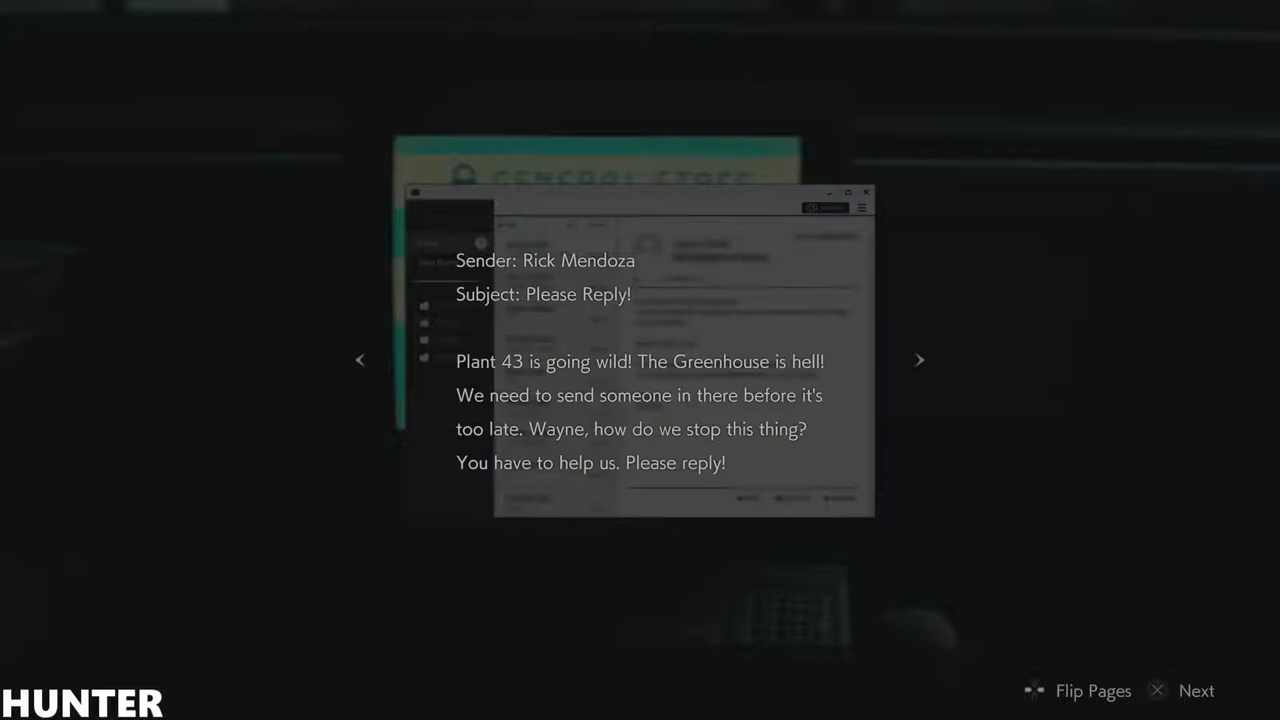 GENERAL STAFF
Sender: Rick Mendoza
Subject: Please Reply!
Plant 43 is going wild! The Greenhouse is hell!
We need to send someone in there before it's
too late. Wayne, how do we stop this thing?
You have to help us. Please reply!
HUNTER
Flip Pages
Next